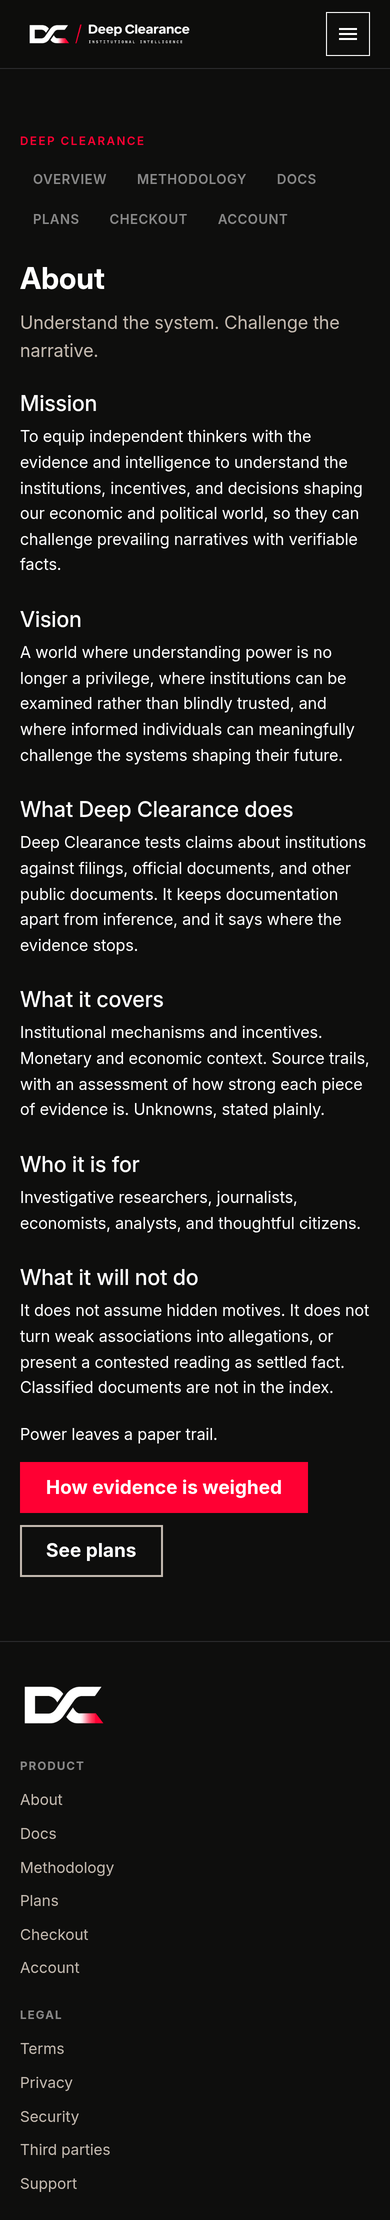 DC / Deep Clearance
INSTITUTIONAL INTELLIGENCE
DEEP CLEARANCE
OVERVIEW METHODOLOGY DOCS
PLANS CHECKOUT ACCOUNT
About
Understand the system. Challenge the
narrative.
Mission
To equip independent thinkers with the
evidence and intelligence to understand the
institutions, incentives, and decisions shaping
our economic and political world, so they can
challenge prevailing narratives with verifiable
facts.
Vision
A world where understanding power is no
longer a privilege, where institutions can be
examined rather than blindly trusted, and
where informed individuals can meaningfully
challenge the systems shaping their future.
What Deep Clearance does
Deep Clearance tests claims about institutions
against filings, official documents, and other
public documents. It keeps documentation
apart from inference, and it says where the
evidence stops.
What it covers
Institutional mechanisms and incentives.
Monetary and economic context. Source trails,
with an assessment of how strong each piece
of evidence is. Unknowns, stated plainly.
Who it is for
Investigative researchers, journalists,
economists, analysts, and thoughtful citizens.
What it will not do
It does not assume hidden motives. It does not
turn weak associations into allegations, or
present a contested reading as settled fact.
Classified documents are not in the index.
Power leaves a paper trail.
How evidence is weighed
See plans
DC
PRODUCT
About
Docs
Methodology
Plans
Checkout
Account
LEGAL
Terms
Privacy
Security
Third parties
Support